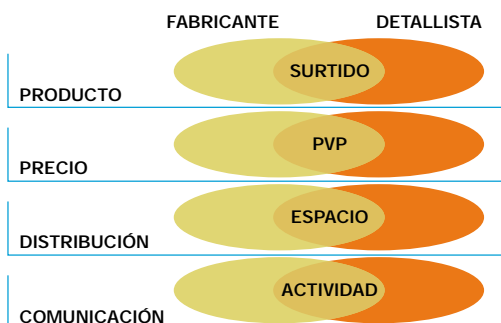 FABRICANTE DETALLISTA
SURTIDO
PRODUCTO
PVP
PRECIO
ESPACIO
DISTRIBUCIÓN
ACTIVIDAD
COMUNICACIÓN